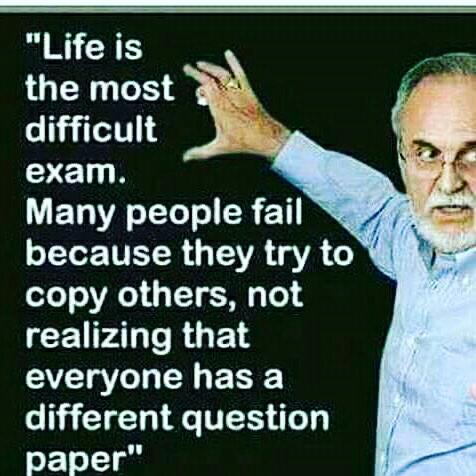 "Life is
the most
difficult
exam.
Many people fail
because they try to
copy others, not
realizing that
everyone has a
different question
paper"